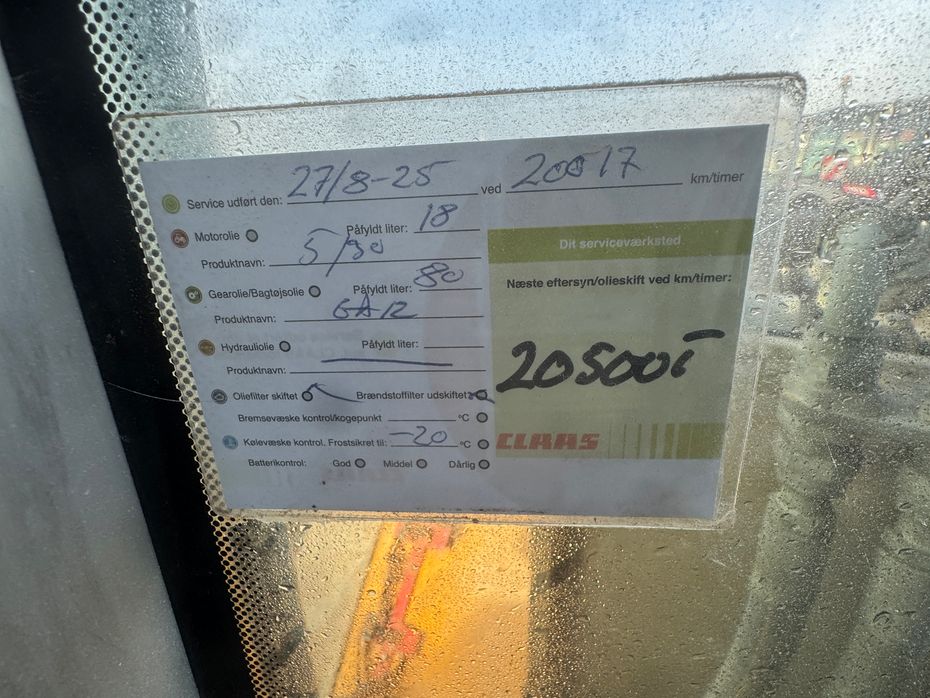 Service udført den: 27/8-25 ved 20017 km/timer
Motorolie Påfyldt liter: 18
Produktnavn: 5/30
Gearolie/Bagtøjsolie Påfyldt liter: 80
Produktnavn: GAR
Hydrauliolie Påfyldt liter:
Produktnavn:
Oliefilter skiftet Brændstoffilter udskiftet:
Bremsevæske kontrol/kogepunkt °C
Kølevæske kontrol. Frostsikret til: -20 °C
Batterikontrol: God Middel Dårlig
Dit serviceværksted
Næste eftersyn/olieskift ved km/timer:
20500
CLAAS